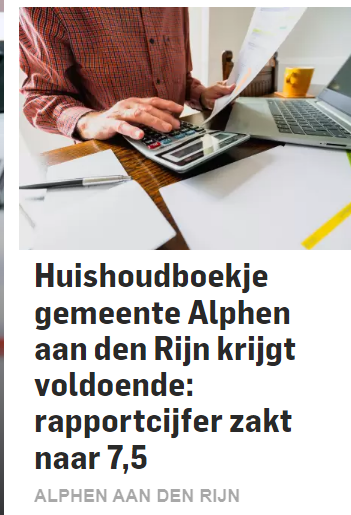 Huishoudboekje
gemeente Alphen
aan den Rijn krijgt
voldoende:
rapportcijfer zakt
naar 7,5
ALPHEN AAN DEN RIJN